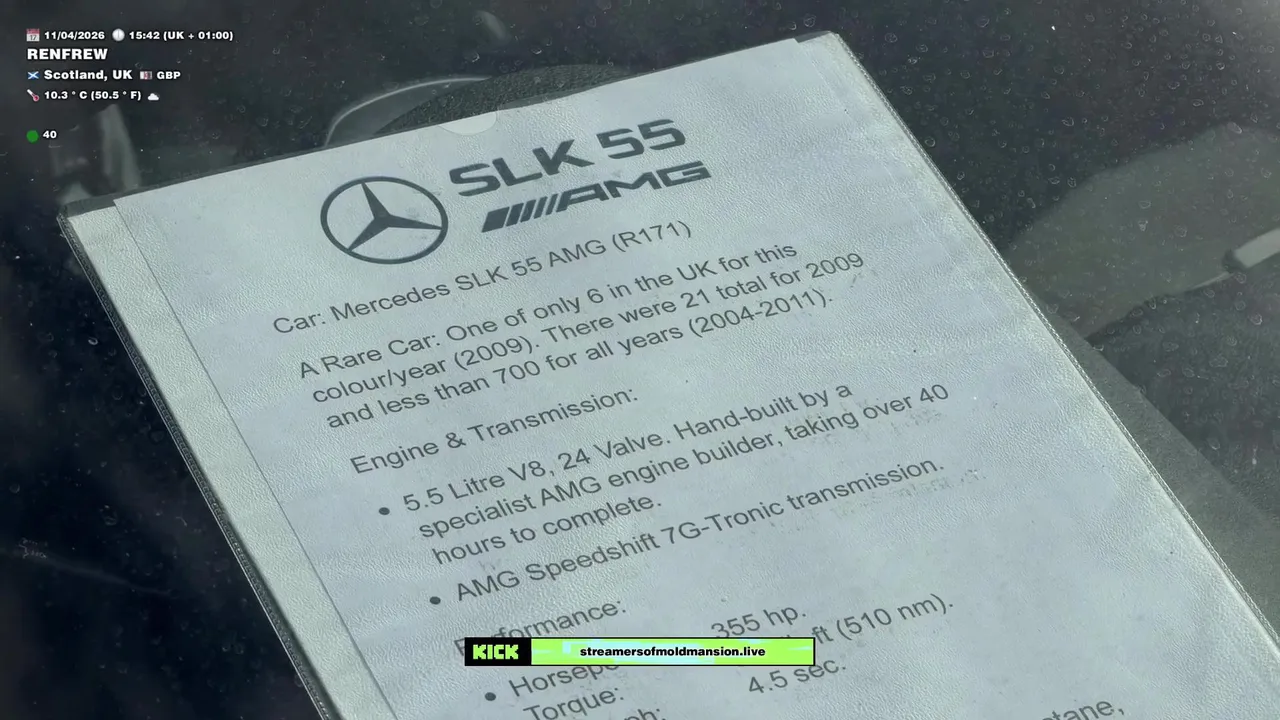 11/04/2026 15:42 (UK + 01:00)
RENFREW
Scotland, UK GBP
10.3 ° C (50.5 ° F)
40
SLK 55
AMG
Car: Mercedes SLK 55 AMG (R171)
A Rare Car: One of only 6 in the UK for this
colour/year (2009). There were 21 total for 2009
and less than 700 for all years (2004-2011).
Engine & Transmission:
• 5.5 Litre V8, 24 Valve. Hand-built by a
specialist AMG engine builder, taking over 40
hours to complete.
• AMG Speedshift 7G-Tronic transmission.
Performance:
• 355 hp.
Torque: ft (510 nm).
4.5 sec.
KICK streamersofmoldmansion.live